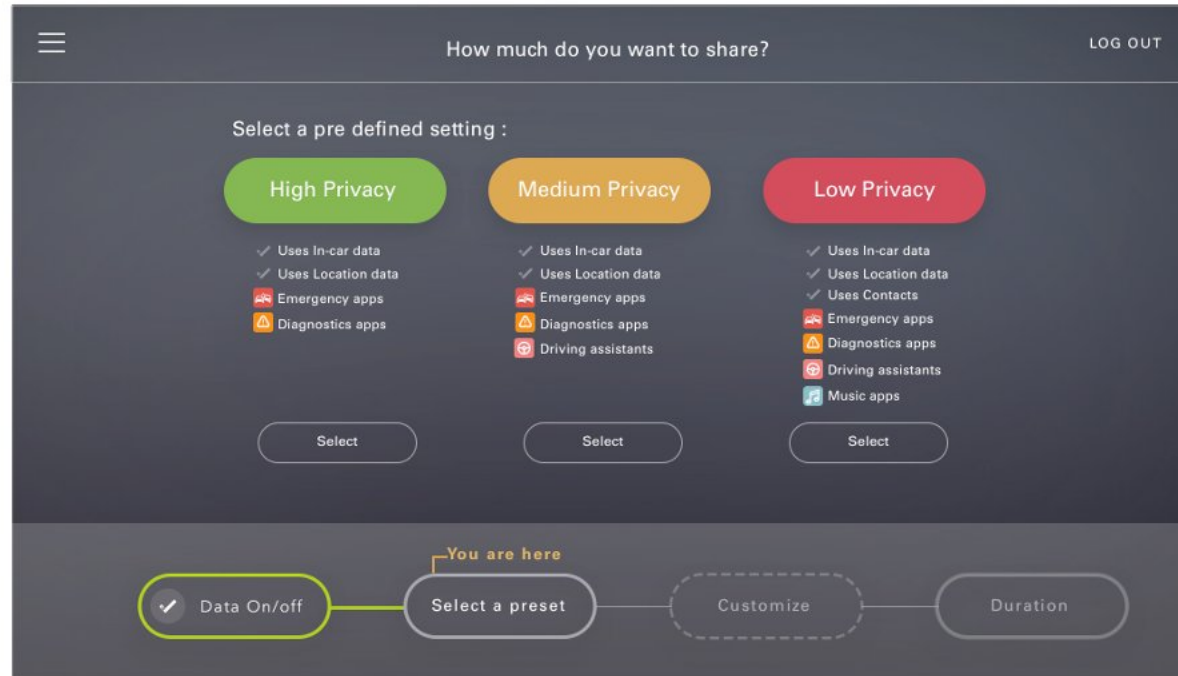 How much do you want to share?
LOG OUT
Select a pre defined setting :
High Privacy
Uses In-car data
Uses Location data
Emergency apps
Diagnostics apps
Select
Medium Privacy
Uses In-car data
Uses Location data
Emergency apps
Diagnostics apps
Driving assistants
Select
Low Privacy
Uses In-car data
Uses Location data
Uses Contacts
Emergency apps
Diagnostics apps
Driving assistants
Music apps
Select
You are here
Data On/off
Select a preset
Customize
Duration